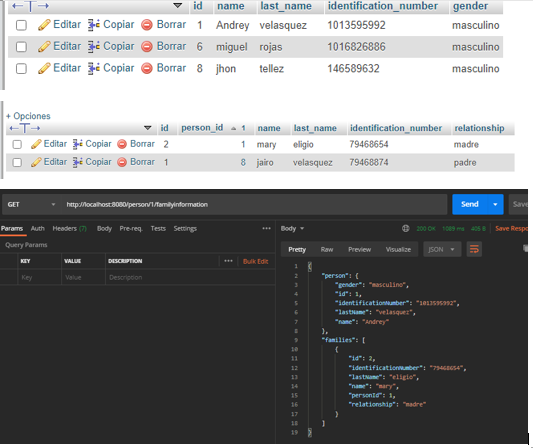 id name last_name identification_number gender
Editar Copiar Borrar 1 Andrey velasquez 1013595992 masculino
Editar Copiar Borrar 6 miguel rojas 1016826886 masculino
Editar Copiar Borrar 8 jhon tellez 146589632 masculino
+ Opciones
id person_id 1 name last_name identification_number relationship
Editar Copiar Borrar 2 1 mary eligio 79468654 madre
Editar Copiar Borrar 1 8 jairo velasquez 79468874 padre
GET http://localhost:8080/person/1/familyinformation Send Save
Params Auth Headers (7) Body Pre-req. Tests Settings
Query Params
KEY VALUE DESCRIPTION Bulk Edit
Key Value Description
Body 200 OK 1089 ms Save Respo
Pretty Raw Preview Visualize JSON
1 {
2 "person": {
3 "gender": "masculino",
4 "id": 1,
5 "identificationNumber": "1013595992",
6 "lastName": "velasquez",
7 "name": "Andrey"
8 },
9 "families": [
10 {
11 "id": 2,
12 "identificationNumber": "79468654",
13 "lastName": "eligio",
14 "name": "mary",
15 "personId": 1,
16 "relationship": "madre"
17 }
18 ]
19 }